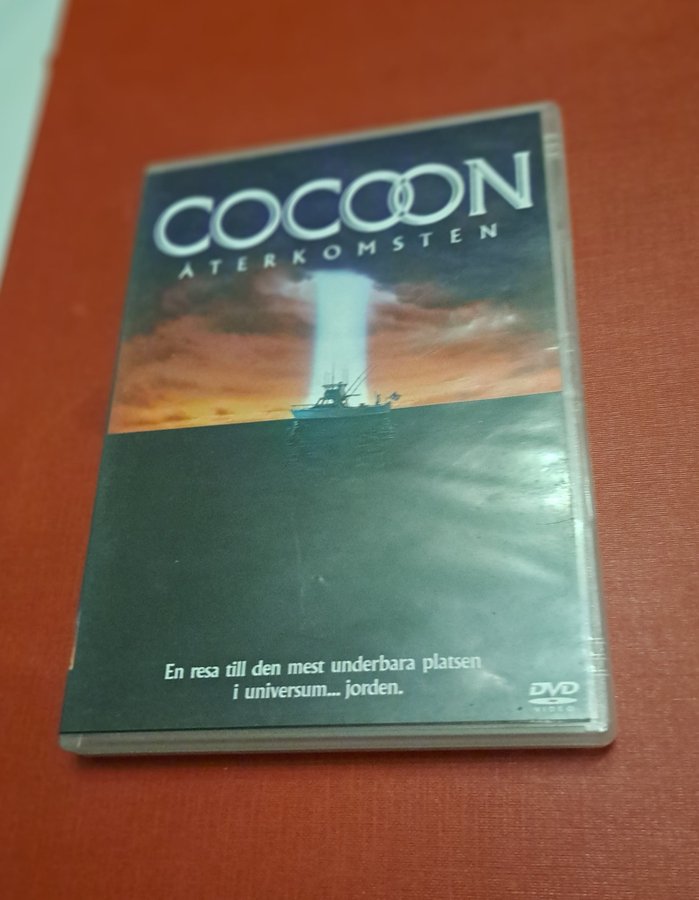 COCOON
ÅTERKOMSTEN
En resa till den mest underbara platsen
i universum... jorden.
DVD
VIDEO